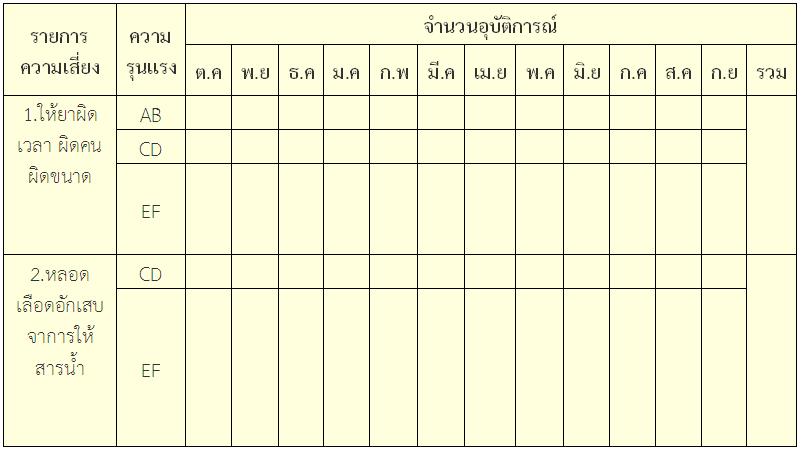 รายการ
ความเสี่ยง
ความ
รุนแรง
จำนวนอุบัติการณ์
ต.ค พ.ย ธ.ค ม.ค ก.พ มี.ค เม.ย พ.ค มิ.ย ก.ค ส.ค ก.ย รวม
1.ให้ยาผิด
เวลา ผิดคน
ผิดขนาด
AB
CD
EF
2.หลอด
เลือดอักเสบ
จาการให้
สารน้ำ
CD
EF